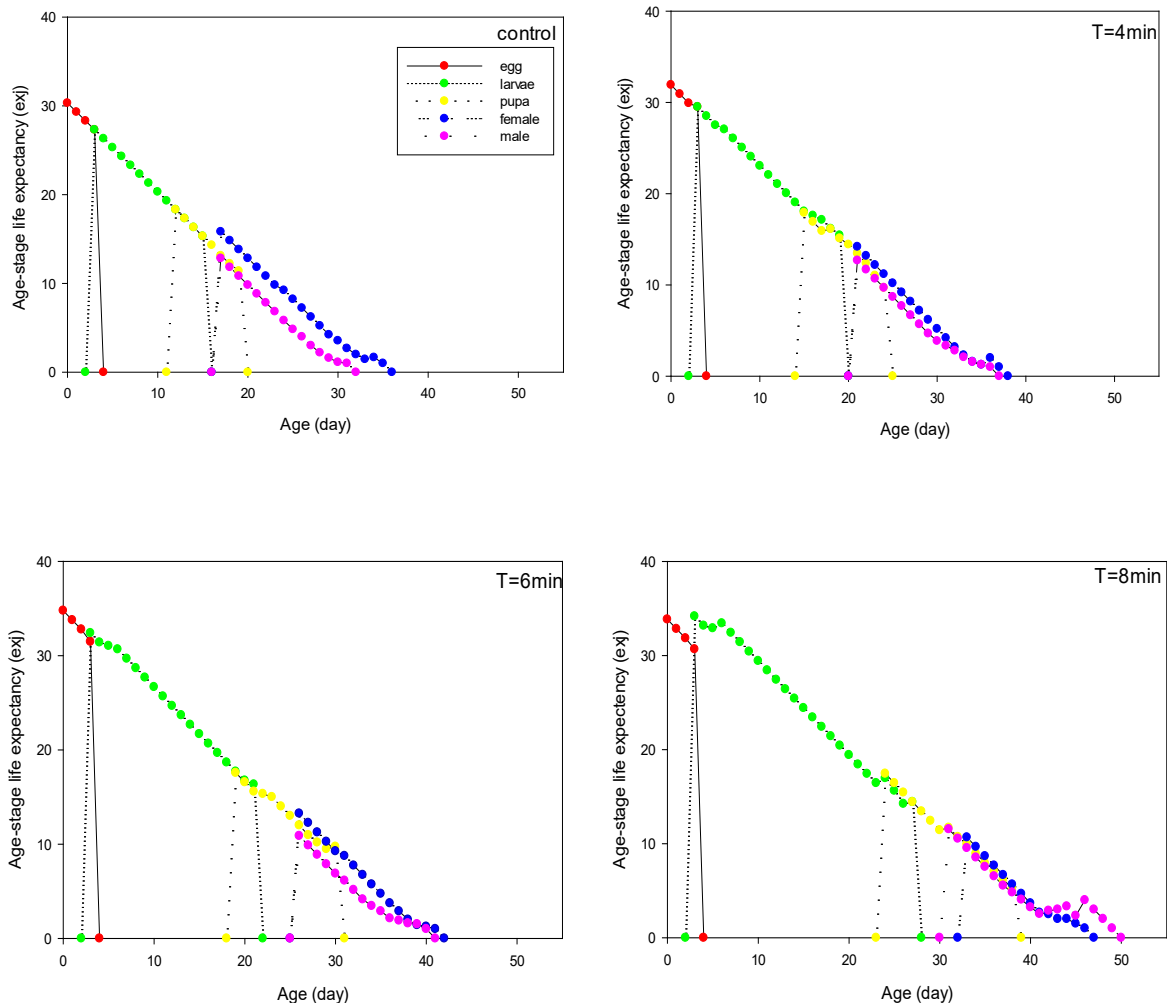 control
egg
larvae
pupa
female
male
Age-stage life expectancy (exj)
40
30
20
10
0
0 10 20 30 40 50
Age (day)
T=4min
Age-stage life expectancy (exj)
40
30
20
10
0
0 10 20 30 40 50
Age (day)
T=6min
Age-stage life expectancy (exj)
40
30
20
10
0
0 10 20 30 40 50
Age (day)
T=8min
Age-stage life expectency (exj)
40
30
20
10
0
0 10 20 30 40 50
Age (day)